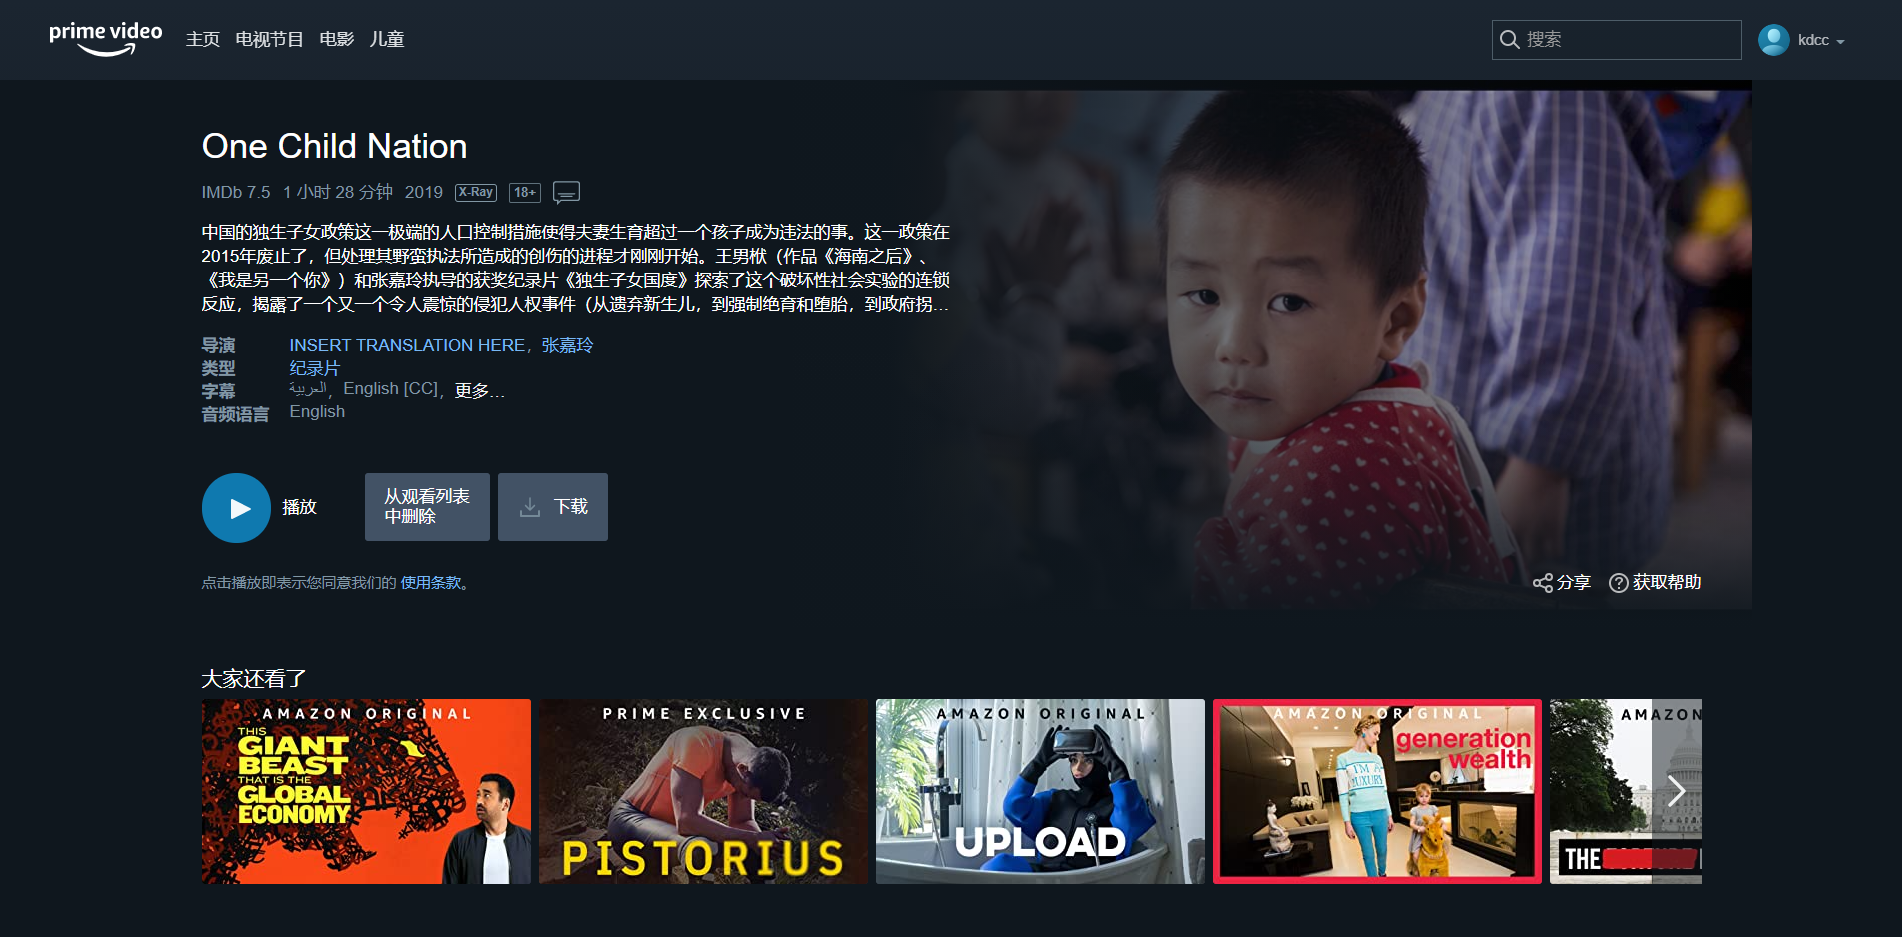 prime video
主页 电视节目 电影 儿童
搜索
kdcc
One Child Nation
IMDb 7.5 1 小时 28 分钟 2019 X-Ray 18+
中国的独生子女政策这一极端的人口控制措施使得夫妻生育超过一个孩子成为违法的事。这一政策在
2015年废止了，但处理其野蛮执法所造成的创伤的进程才刚刚开始。王男栿（作品《海南之后》、
《我是另一个你》）和张嘉玲执导的获奖纪录片《独生子女国度》探索了这个破坏性社会实验的连锁
反应，揭露了一个又一个令人震惊的侵犯人权事件（从遗弃新生儿，到强制绝育和堕胎，到政府拐…
导演 INSERT TRANSLATION HERE，张嘉玲
类型 纪录片
字幕 العربية，English [CC]，更多…
音频语言 English
播放
从观看列表
中删除
下载
点击播放即表示您同意我们的 使用条款。
分享
获取帮助
大家还看了
AMAZON ORIGINAL
THIS
GIANT
BEAST
THAT IS THE
GLOBAL
ECONOMY
PRIME EXCLUSIVE
PISTORIUS
AMAZON ORIGINAL
UPLOAD
AMAZON ORIGINAL
generation
wealth
I'M A
LUXURY
AMAZON
THE